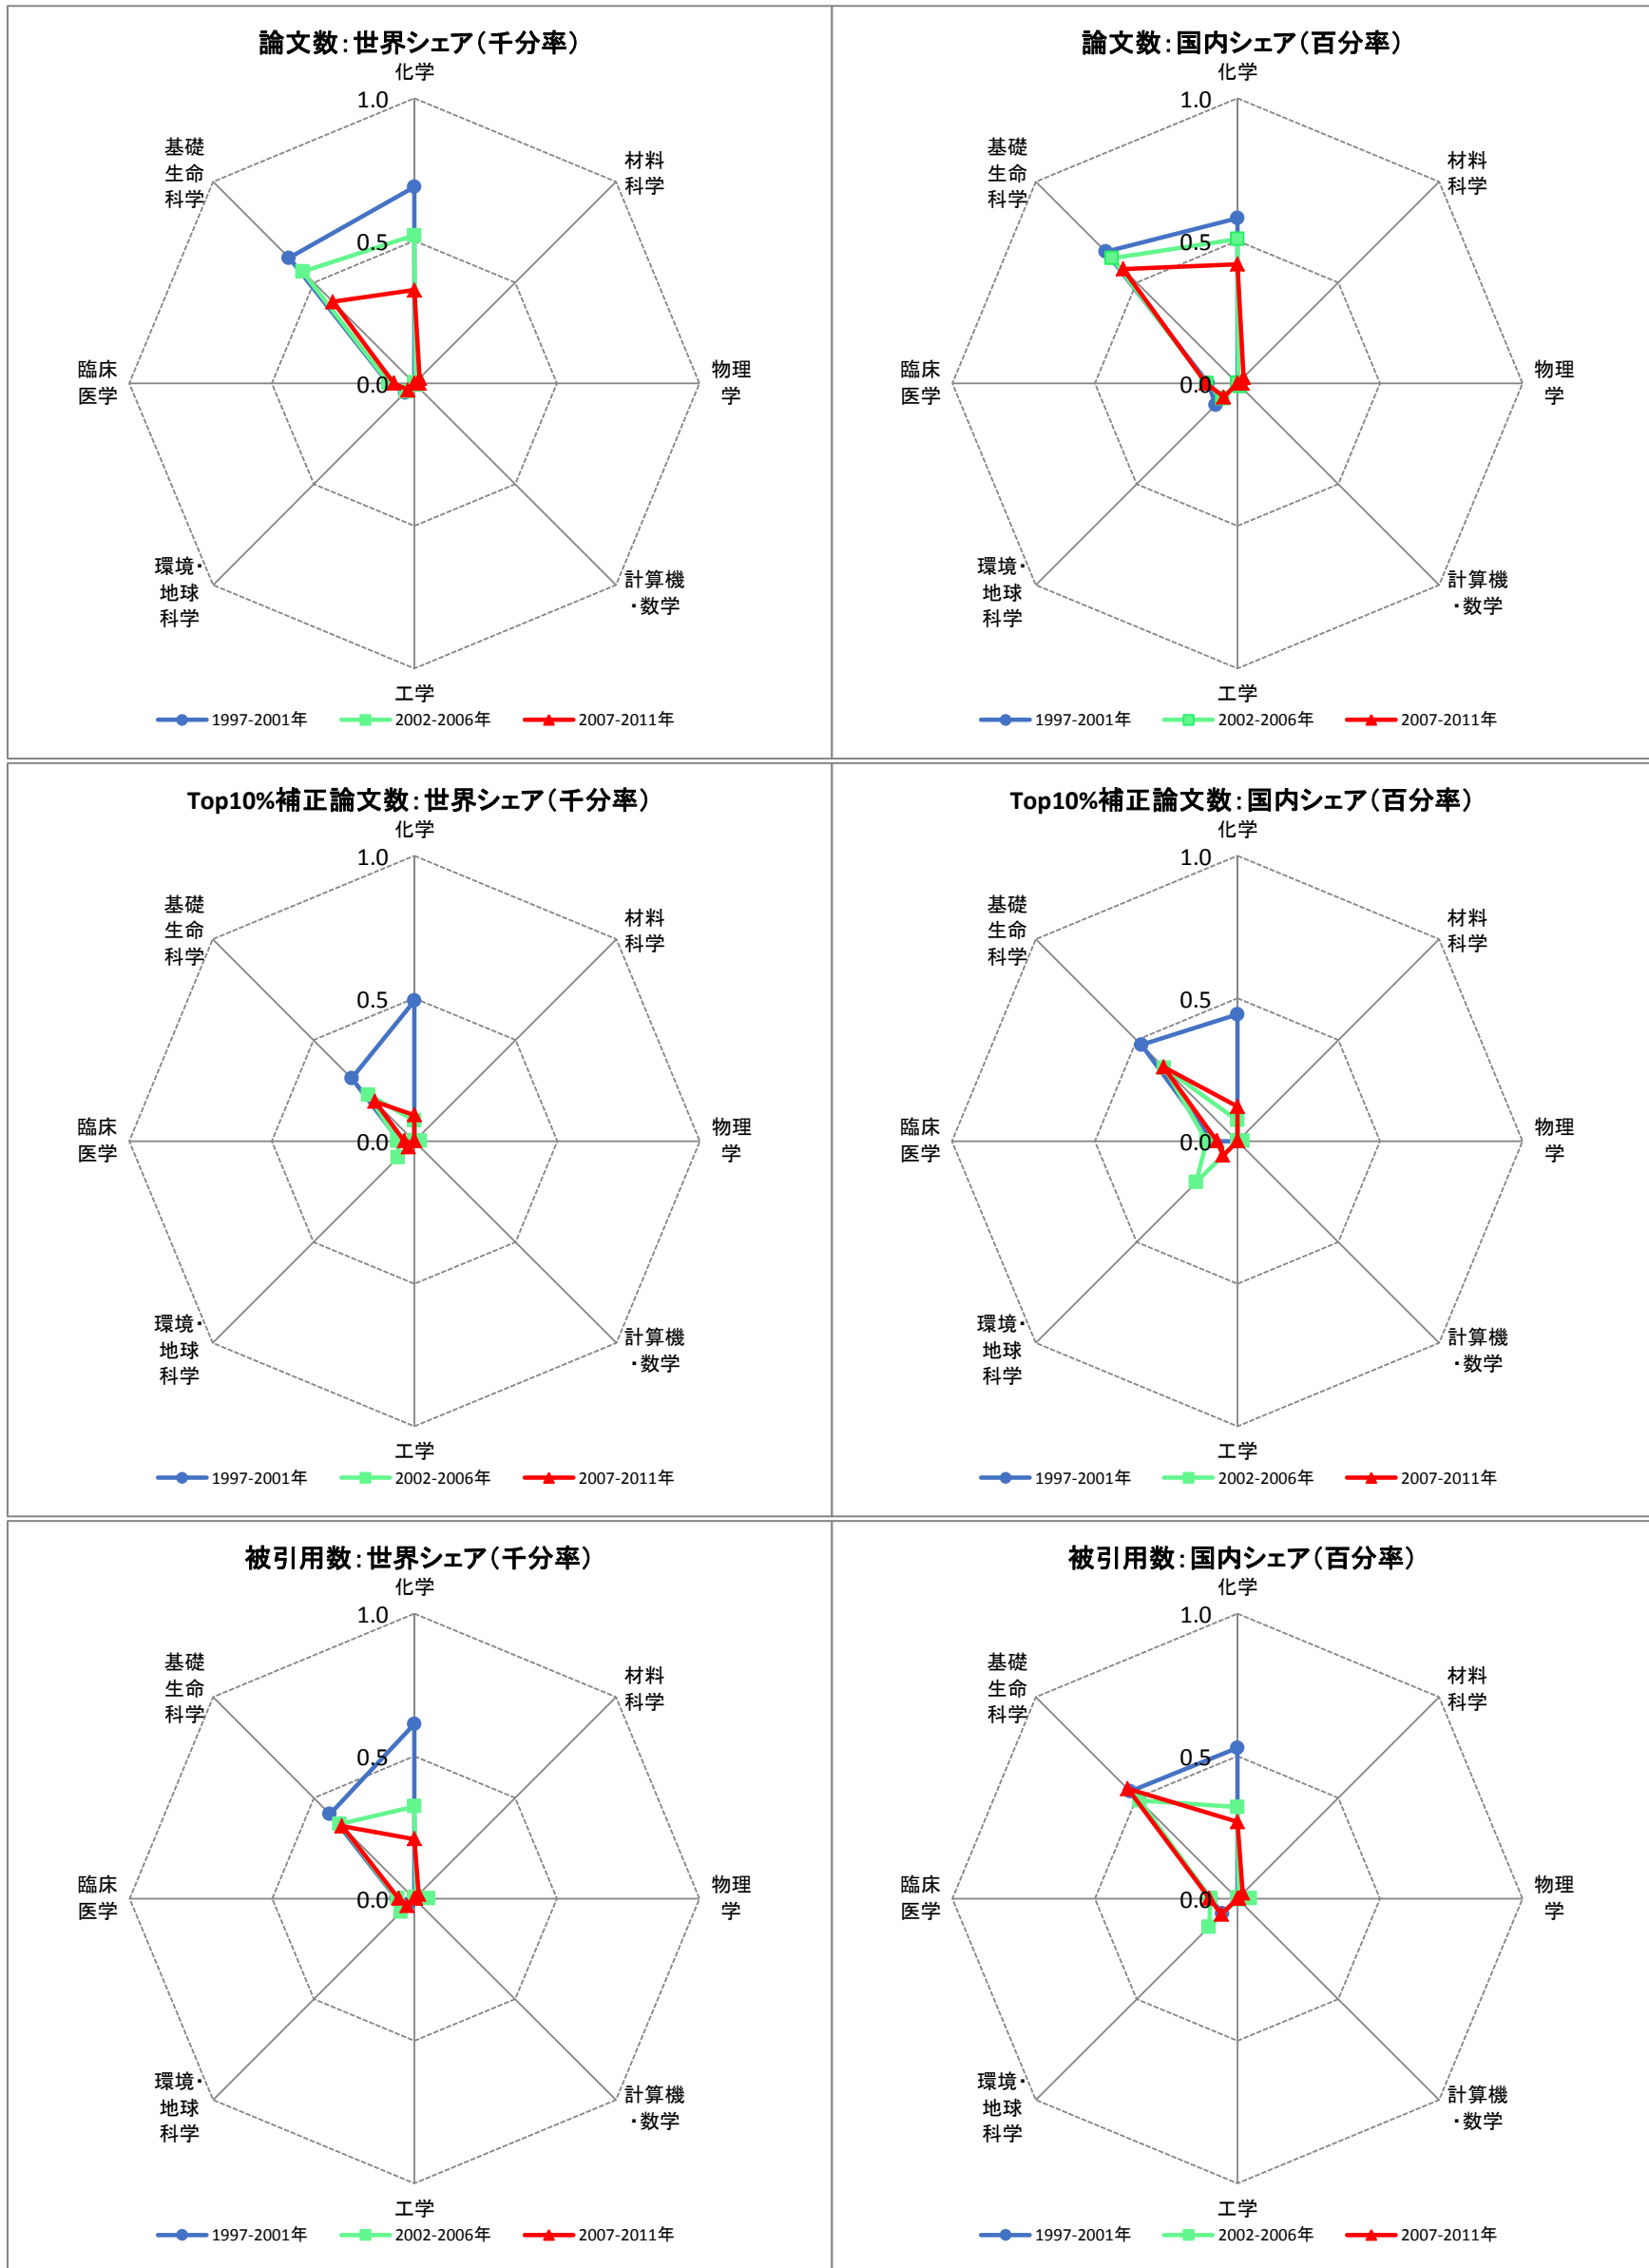 論文数：世界シェア（千分率）
化学
1.0
基礎
生命
科学
材料
科学
0.5
臨床
医学
0.0
物理
学
環境・
地球
科学
計算機
・数学
工学
1997-2001年 2002-2006年 2007-2011年
論文数：国内シェア（百分率）
化学
1.0
基礎
生命
科学
材料
科学
0.5
臨床
医学
0.0
物理
学
環境・
地球
科学
計算機
・数学
工学
1997-2001年 2002-2006年 2007-2011年
Top10%補正論文数：世界シェア（千分率）
化学
1.0
基礎
生命
科学
材料
科学
0.5
臨床
医学
0.0
物理
学
環境・
地球
科学
計算機
・数学
工学
1997-2001年 2002-2006年 2007-2011年
Top10%補正論文数：国内シェア（百分率）
化学
1.0
基礎
生命
科学
材料
科学
0.5
臨床
医学
0.0
物理
学
環境・
地球
科学
計算機
・数学
工学
1997-2001年 2002-2006年 2007-2011年
被引用数：世界シェア（千分率）
化学
1.0
基礎
生命
科学
材料
科学
0.5
臨床
医学
0.0
物理
学
環境・
地球
科学
計算機
・数学
工学
1997-2001年 2002-2006年 2007-2011年
被引用数：国内シェア（百分率）
化学
1.0
基礎
生命
科学
材料
科学
0.5
臨床
医学
0.0
物理
学
環境・
地球
科学
計算機
・数学
工学
1997-2001年 2002-2006年 2007-2011年